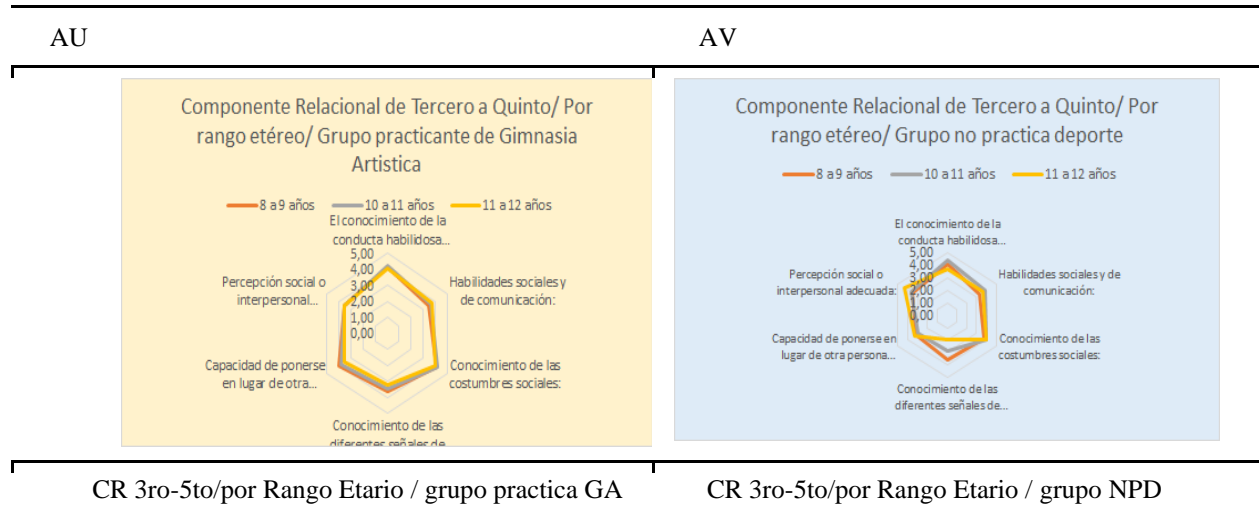 AU
AV
Componente Relacional de Tercero a Quinto/ Por
rango etéreo/ Grupo practicante de Gimnasia
Artistica
8 a 9 años 10 a 11 años 11 a 12 años
El conocimiento de la
conducta habilidosa...
5,00
4,00
3,00
2,00
1,00
0,00
Habilidades sociales y
de comunicación:
Conocimiento de las
costumbres sociales:
Conocimiento de las
diferentes señales de
Capacidad de ponerse
en lugar de otra...
Percepción social o
interpersonal...
Componente Relacional de Tercero a Quinto/ Por
rango etéreo/ Grupo no practica deporte
8 a 9 años 10 a 11 años 11 a 12 años
El conocimiento de la
conducta habilidosa...
5,00
4,00
3,00
2,00
1,00
0,00
Habilidades sociales y de
comunicación:
Conocimiento de las
costumbres sociales:
Conocimiento de las
diferentes señales de...
Capacidad de ponerse en
lugar de otra persona...
Percepción social o
interpersonal adecuada:
CR 3ro-5to/por Rango Etario / grupo practica GA
CR 3ro-5to/por Rango Etario / grupo NPD